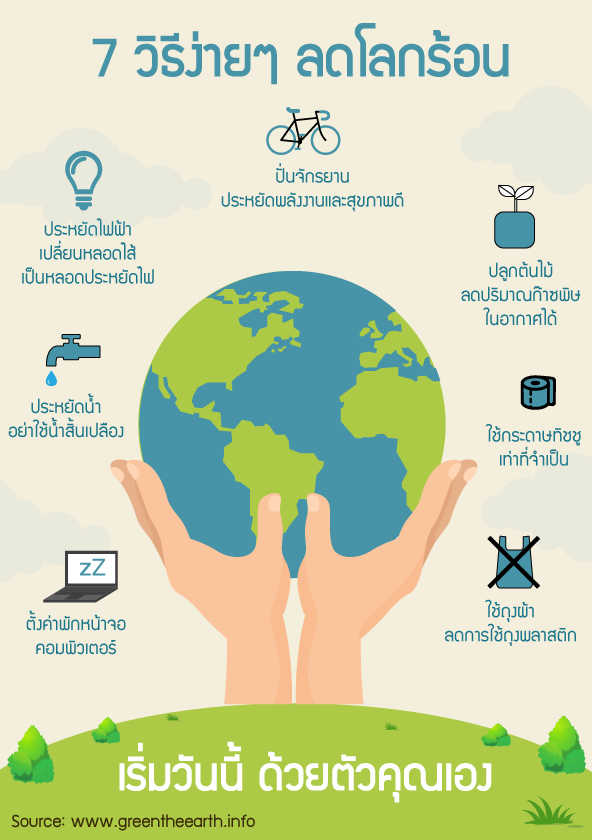 7 วิธีง่ายๆ ลดโลกร้อน
ปั่นจักรยาน
ประหยัดพลังงานและสุขภาพดี
ประหยัดไฟฟ้า
เปลี่ยนหลอดไส้
เป็นหลอดประหยัดไฟ
ปลูกต้นไม้
ลดปริมาณก๊าซพิษ
ในอากาศได้
ประหยัดน้ำ
อย่าใช้น้ำสิ้นเปลือง
ใช้กระดาษทิชชู
เท่าที่จำเป็น
zZ
ตั้งค่าพักหน้าจอ
คอมพิวเตอร์
ใช้ถุงผ้า
ลดการใช้ถุงพลาสติก
เริ่มวันนี้ ด้วยตัวคุณเอง
Source: www.greentheearth.info